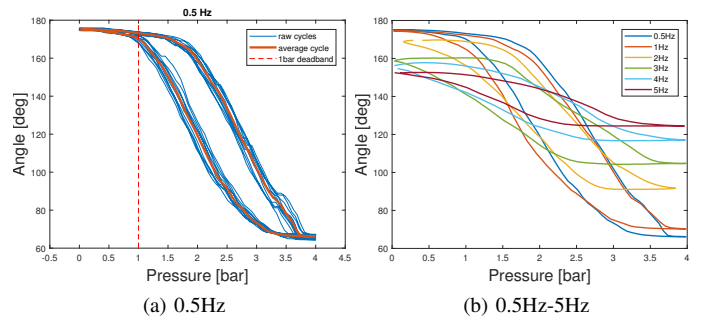 0.5 Hz
raw cycles
average cycle
1bar deadband
Angle [deg]
180
160
140
120
100
80
60
-0.5 0 0.5 1 1.5 2 2.5 3 3.5 4 4.5
Pressure [bar]
(a) 0.5Hz
0.5Hz
1Hz
2Hz
3Hz
4Hz
5Hz
Angle [deg]
180
160
140
120
100
80
60
0 0.5 1 1.5 2 2.5 3 3.5 4
Pressure [bar]
(b) 0.5Hz-5Hz